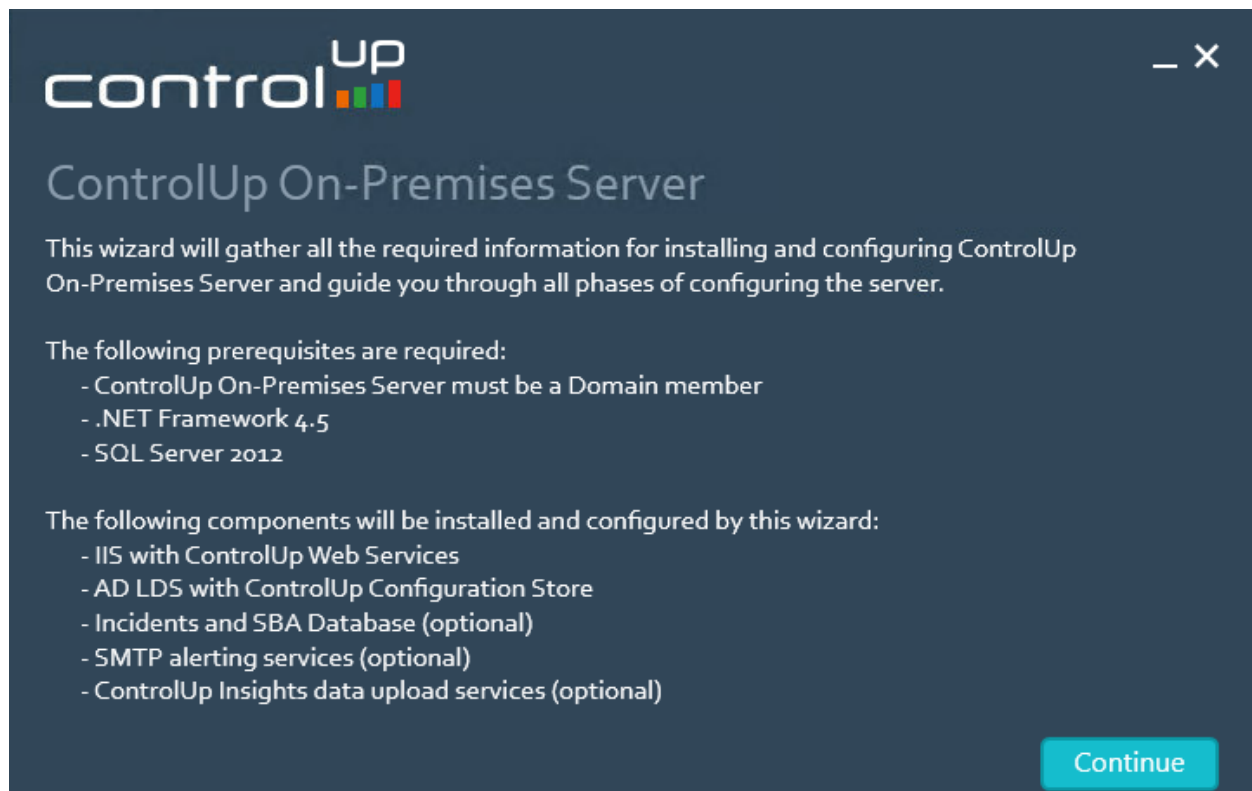 controlup
ControlUp On-Premises Server
This wizard will gather all the required information for installing and configuring ControlUp
On-Premises Server and guide you through all phases of configuring the server.
The following prerequisites are required:
- ControlUp On-Premises Server must be a Domain member
- .NET Framework 4.5
- SQL Server 2012
The following components will be installed and configured by this wizard:
- IIS with ControlUp Web Services
- AD LDS with ControlUp Configuration Store
- Incidents and SBA Database (optional)
- SMTP alerting services (optional)
- ControlUp Insights data upload services (optional)
Continue